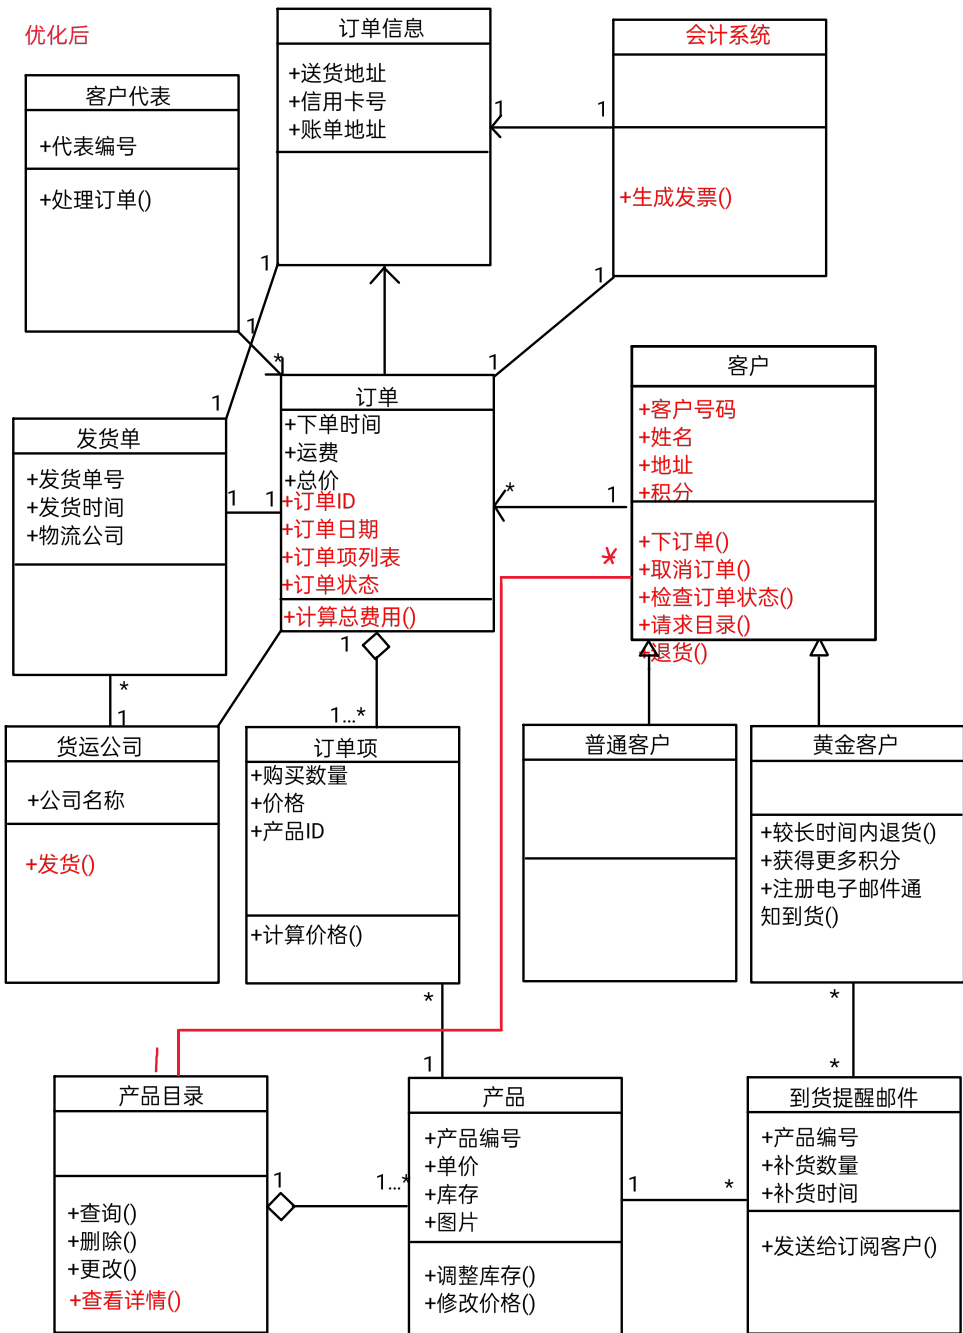 优化后
订单信息
+送货地址
+信用卡号
+账单地址
会计系统
+生成发票()
1
1
客户代表
+代表编号
+处理订单()
1
1
1
1
*
1
1
订单
+下单时间
+运费
+总价
+订单ID
+订单日期
+订单项列表
+订单状态
+计算总费用()
客户
+客户号码
+姓名
+地址
+积分
+下订单()
+取消订单()
+检查订单状态()
+请求目录()
+退货()
*
1
*
发货单
+发货单号
+发货时间
+物流公司
1
1
*
1
1
1...*
货运公司
+公司名称
+发货()
订单项
+购买数量
+价格
+产品ID
+计算价格()
普通客户
黄金客户
+较长时间内退货()
+获得更多积分
+注册电子邮件通
知到货()
*
1
*
*
1
产品目录
+查询()
+删除()
+更改()
+查看详情()
1
1...*
产品
+产品编号
+单价
+库存
+图片
+调整库存()
+修改价格()
1
*
到货提醒邮件
+产品编号
+补货数量
+补货时间
+发送给订阅客户()